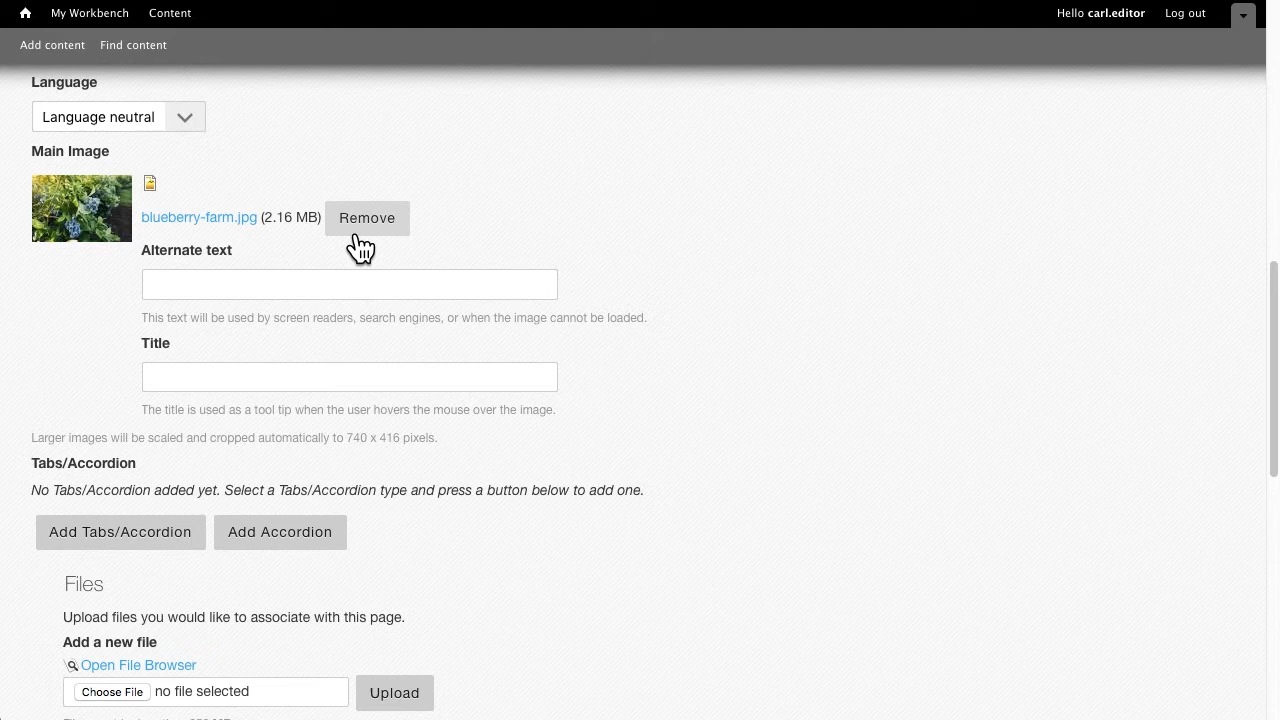 My Workbench Content Hello carl.editor Log out
Add content Find content
Language
Language neutral
Main Image
blueberry-farm.jpg (2.16 MB) Remove
Alternate text
This text will be used by screen readers, search engines, or when the image cannot be loaded.
Title
The title is used as a tool tip when the user hovers the mouse over the image.
Larger images will be scaled and cropped automatically to 740 x 416 pixels.
Tabs/Accordion
No Tabs/Accordion added yet. Select a Tabs/Accordion type and press a button below to add one.
Add Tabs/Accordion Add Accordion
Files
Upload files you would like to associate with this page.
Add a new file
Open File Browser
Choose File no file selected Upload